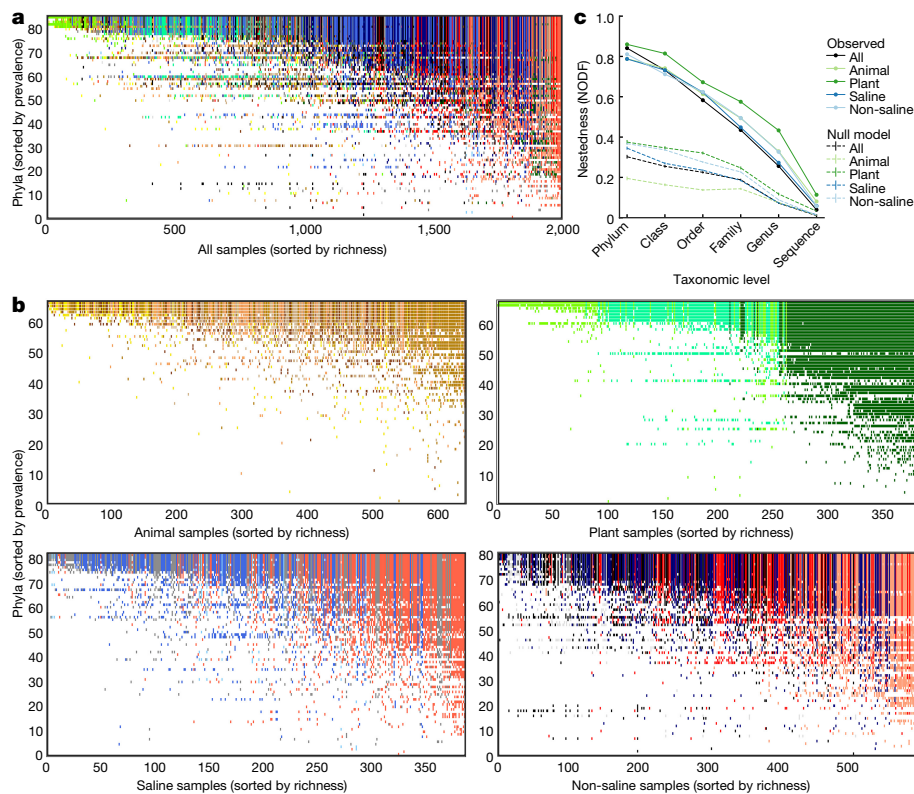 a
Phyla (sorted by prevalence)
80
60
40
20
0
500
1,000
1,500
2,000
All samples (sorted by richness)
c
Nestedness (NODF)
0.8
0.6
0.4
0.2
0
Phylum
Class
Order
Family
Genus
Sequence
Taxonomic level
Observed
All
Animal
Plant
Saline
Non-saline
Null model
All
Animal
Plant
Saline
Non-saline
b
Phyla (sorted by prevalence)
60
50
40
30
20
10
0
0 100 200 300 400 500 600
Animal samples (sorted by richness)
60
50
40
30
20
10
0
0 50 100 150 200 250 300 350
Plant samples (sorted by richness)
80
70
60
50
40
30
20
10
0
0 50 100 150 200 250 300 350
Saline samples (sorted by richness)
80
70
60
50
40
30
20
10
0
0 100 200 300 400 500
Non-saline samples (sorted by richness)